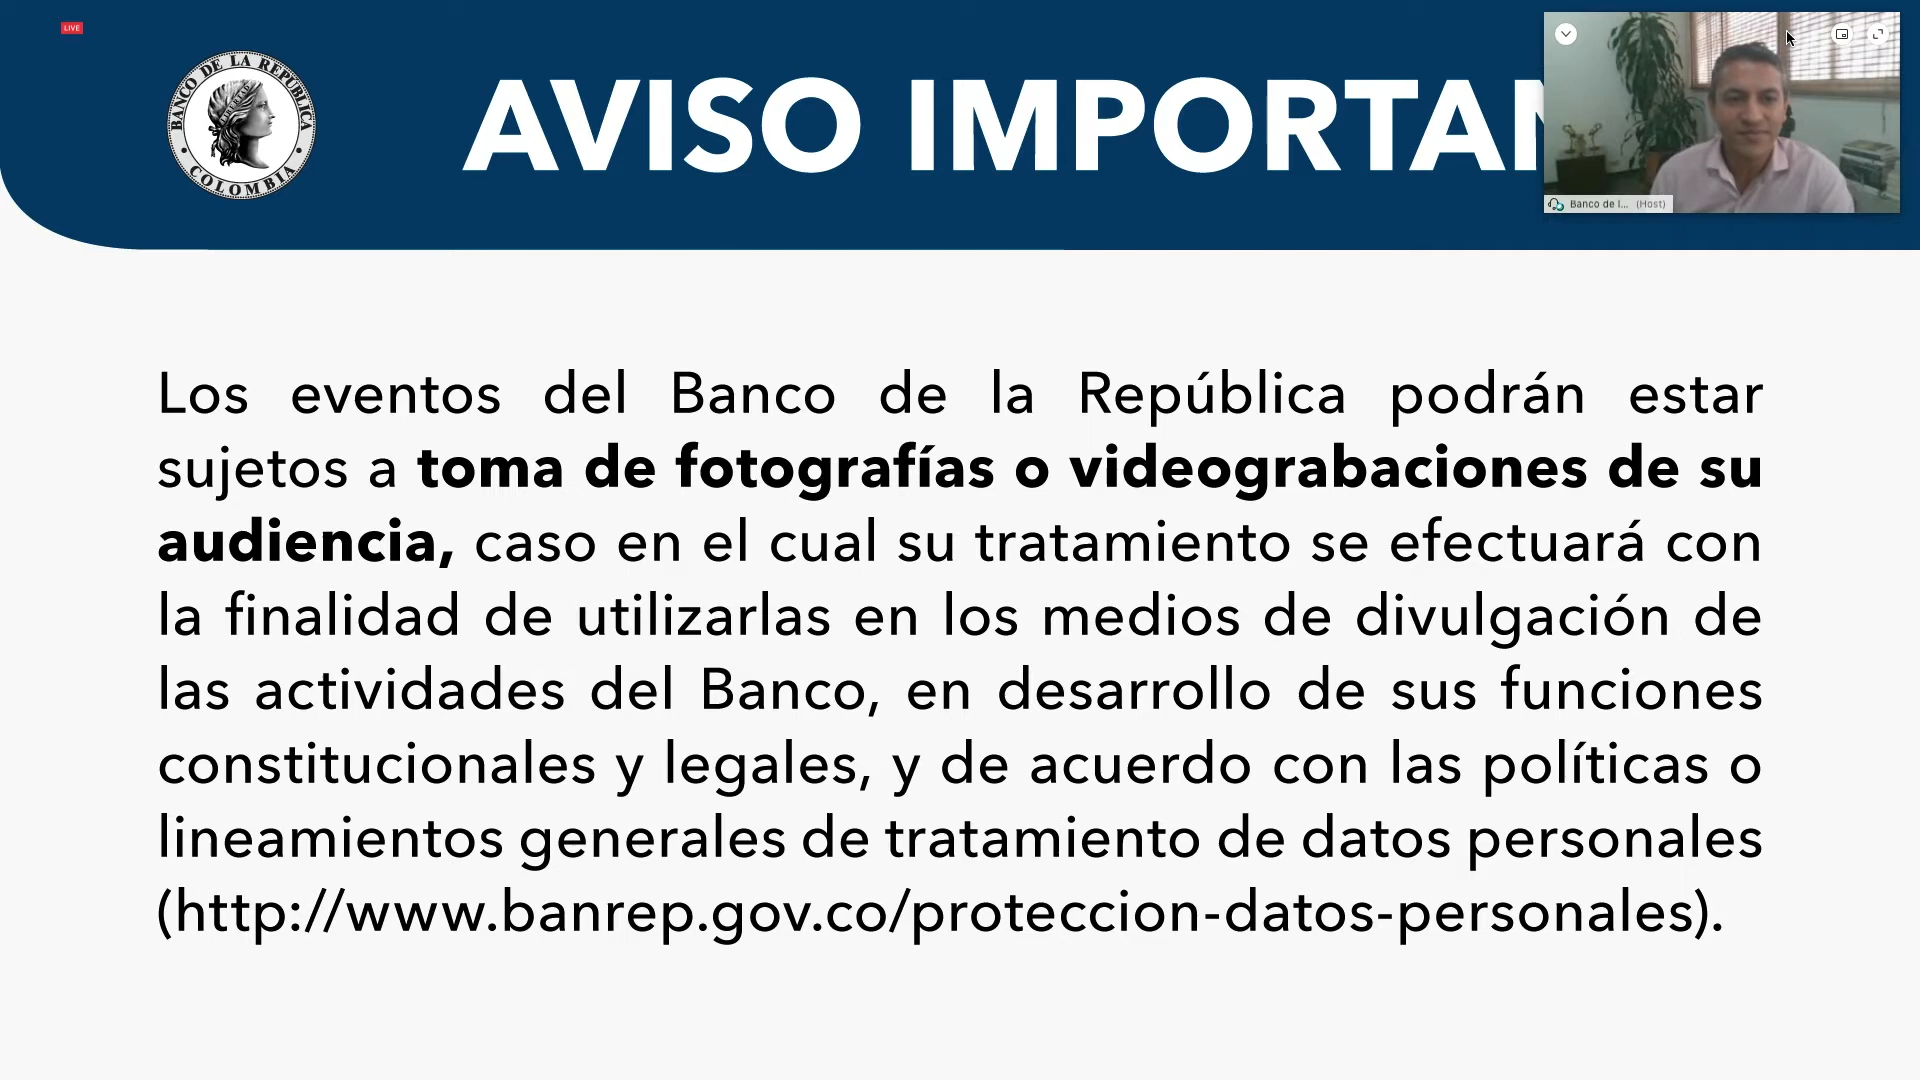 LIVE
BANCO DE LA REPÚBLICA
COLOMBIA
AVISO IMPORTAN
Banco de l... (Host)
Los eventos del Banco de la República podrán estar
sujetos a toma de fotografías o videograbaciones de su
audiencia, caso en el cual su tratamiento se efectuará con
la finalidad de utilizarlas en los medios de divulgación de
las actividades del Banco, en desarrollo de sus funciones
constitucionales y legales, y de acuerdo con las políticas o
lineamientos generales de tratamiento de datos personales
(http://www.banrep.gov.co/proteccion-datos-personales).